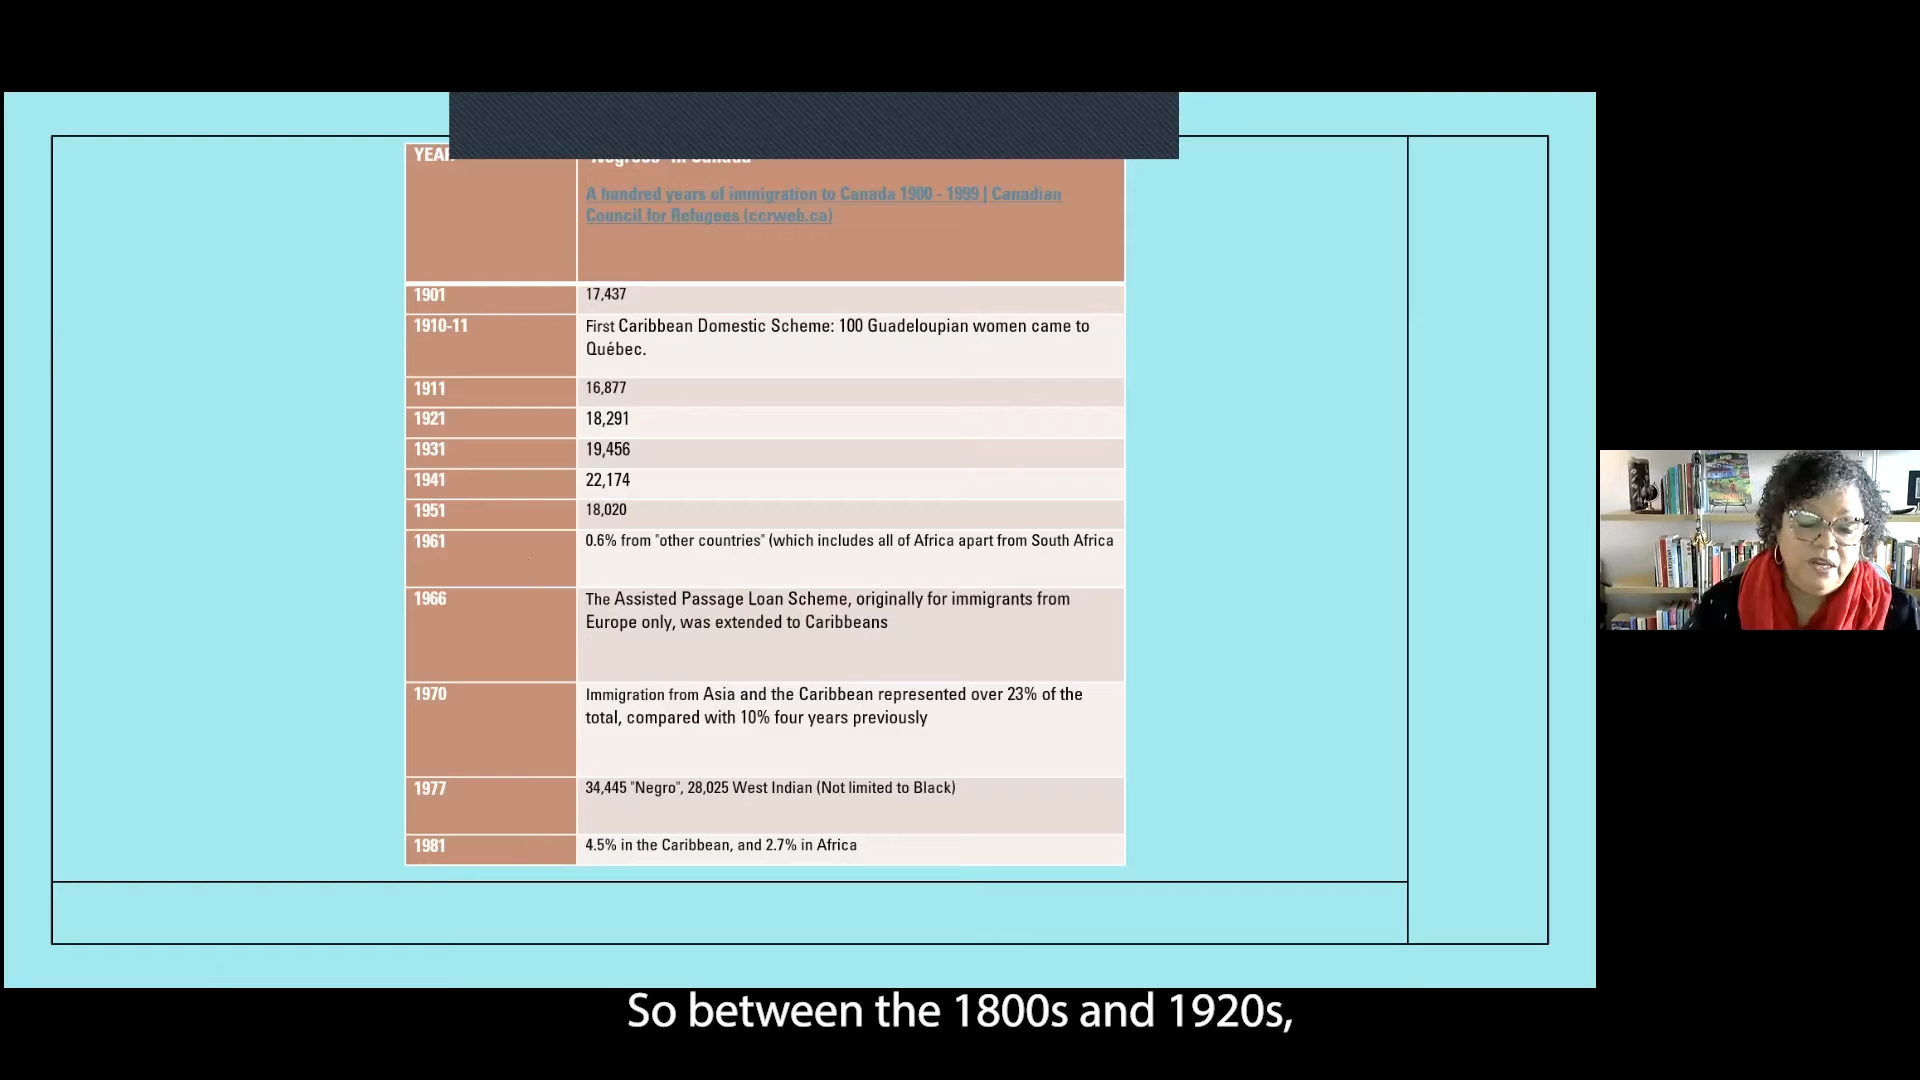 YEAR
"Negroes" in Canada
A hundred years of immigration to Canada 1900 - 1999 | Canadian
Council for Refugees (ccrweb.ca)
1901
17,437
1910-11
First Caribbean Domestic Scheme: 100 Guadeloupian women came to
Québec.
1911
16,877
1921
18,291
1931
19,456
1941
22,174
1951
18,020
1961
0.6% from "other countries" (which includes all of Africa apart from South Africa
1966
The Assisted Passage Loan Scheme, originally for immigrants from
Europe only, was extended to Caribbeans
1970
Immigration from Asia and the Caribbean represented over 23% of the
total, compared with 10% four years previously
1977
34,445 "Negro", 28,025 West Indian (Not limited to Black)
1981
4.5% in the Caribbean, and 2.7% in Africa
So between the 1800s and 1920s,